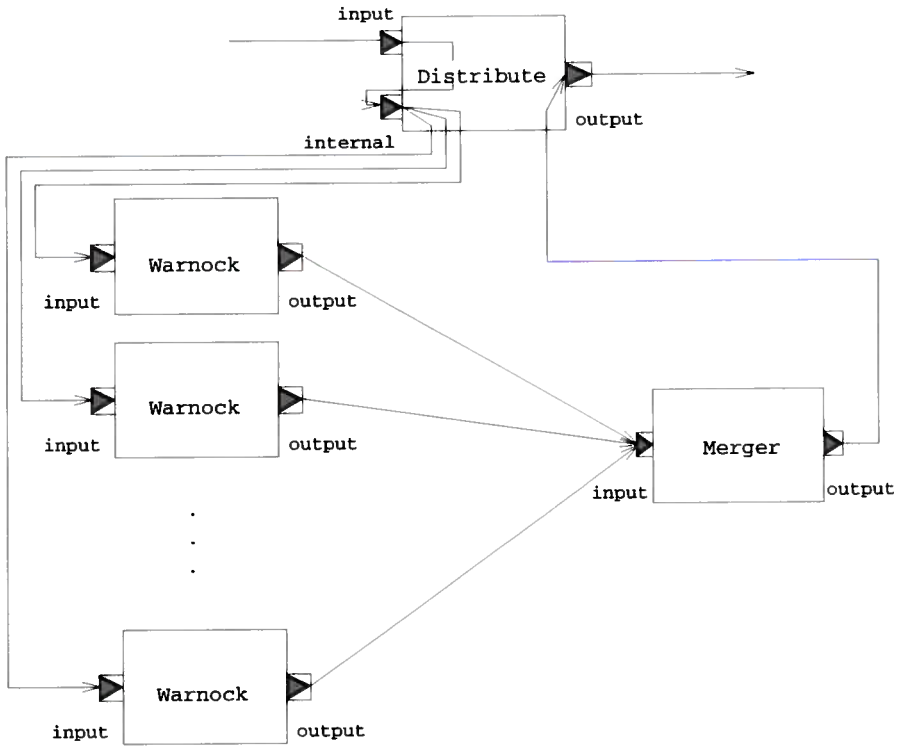 input
Distribute
output
internal
Warnock
input
output
Warnock
input
output
Merger
input
output
.
.
.
Warnock
input
output